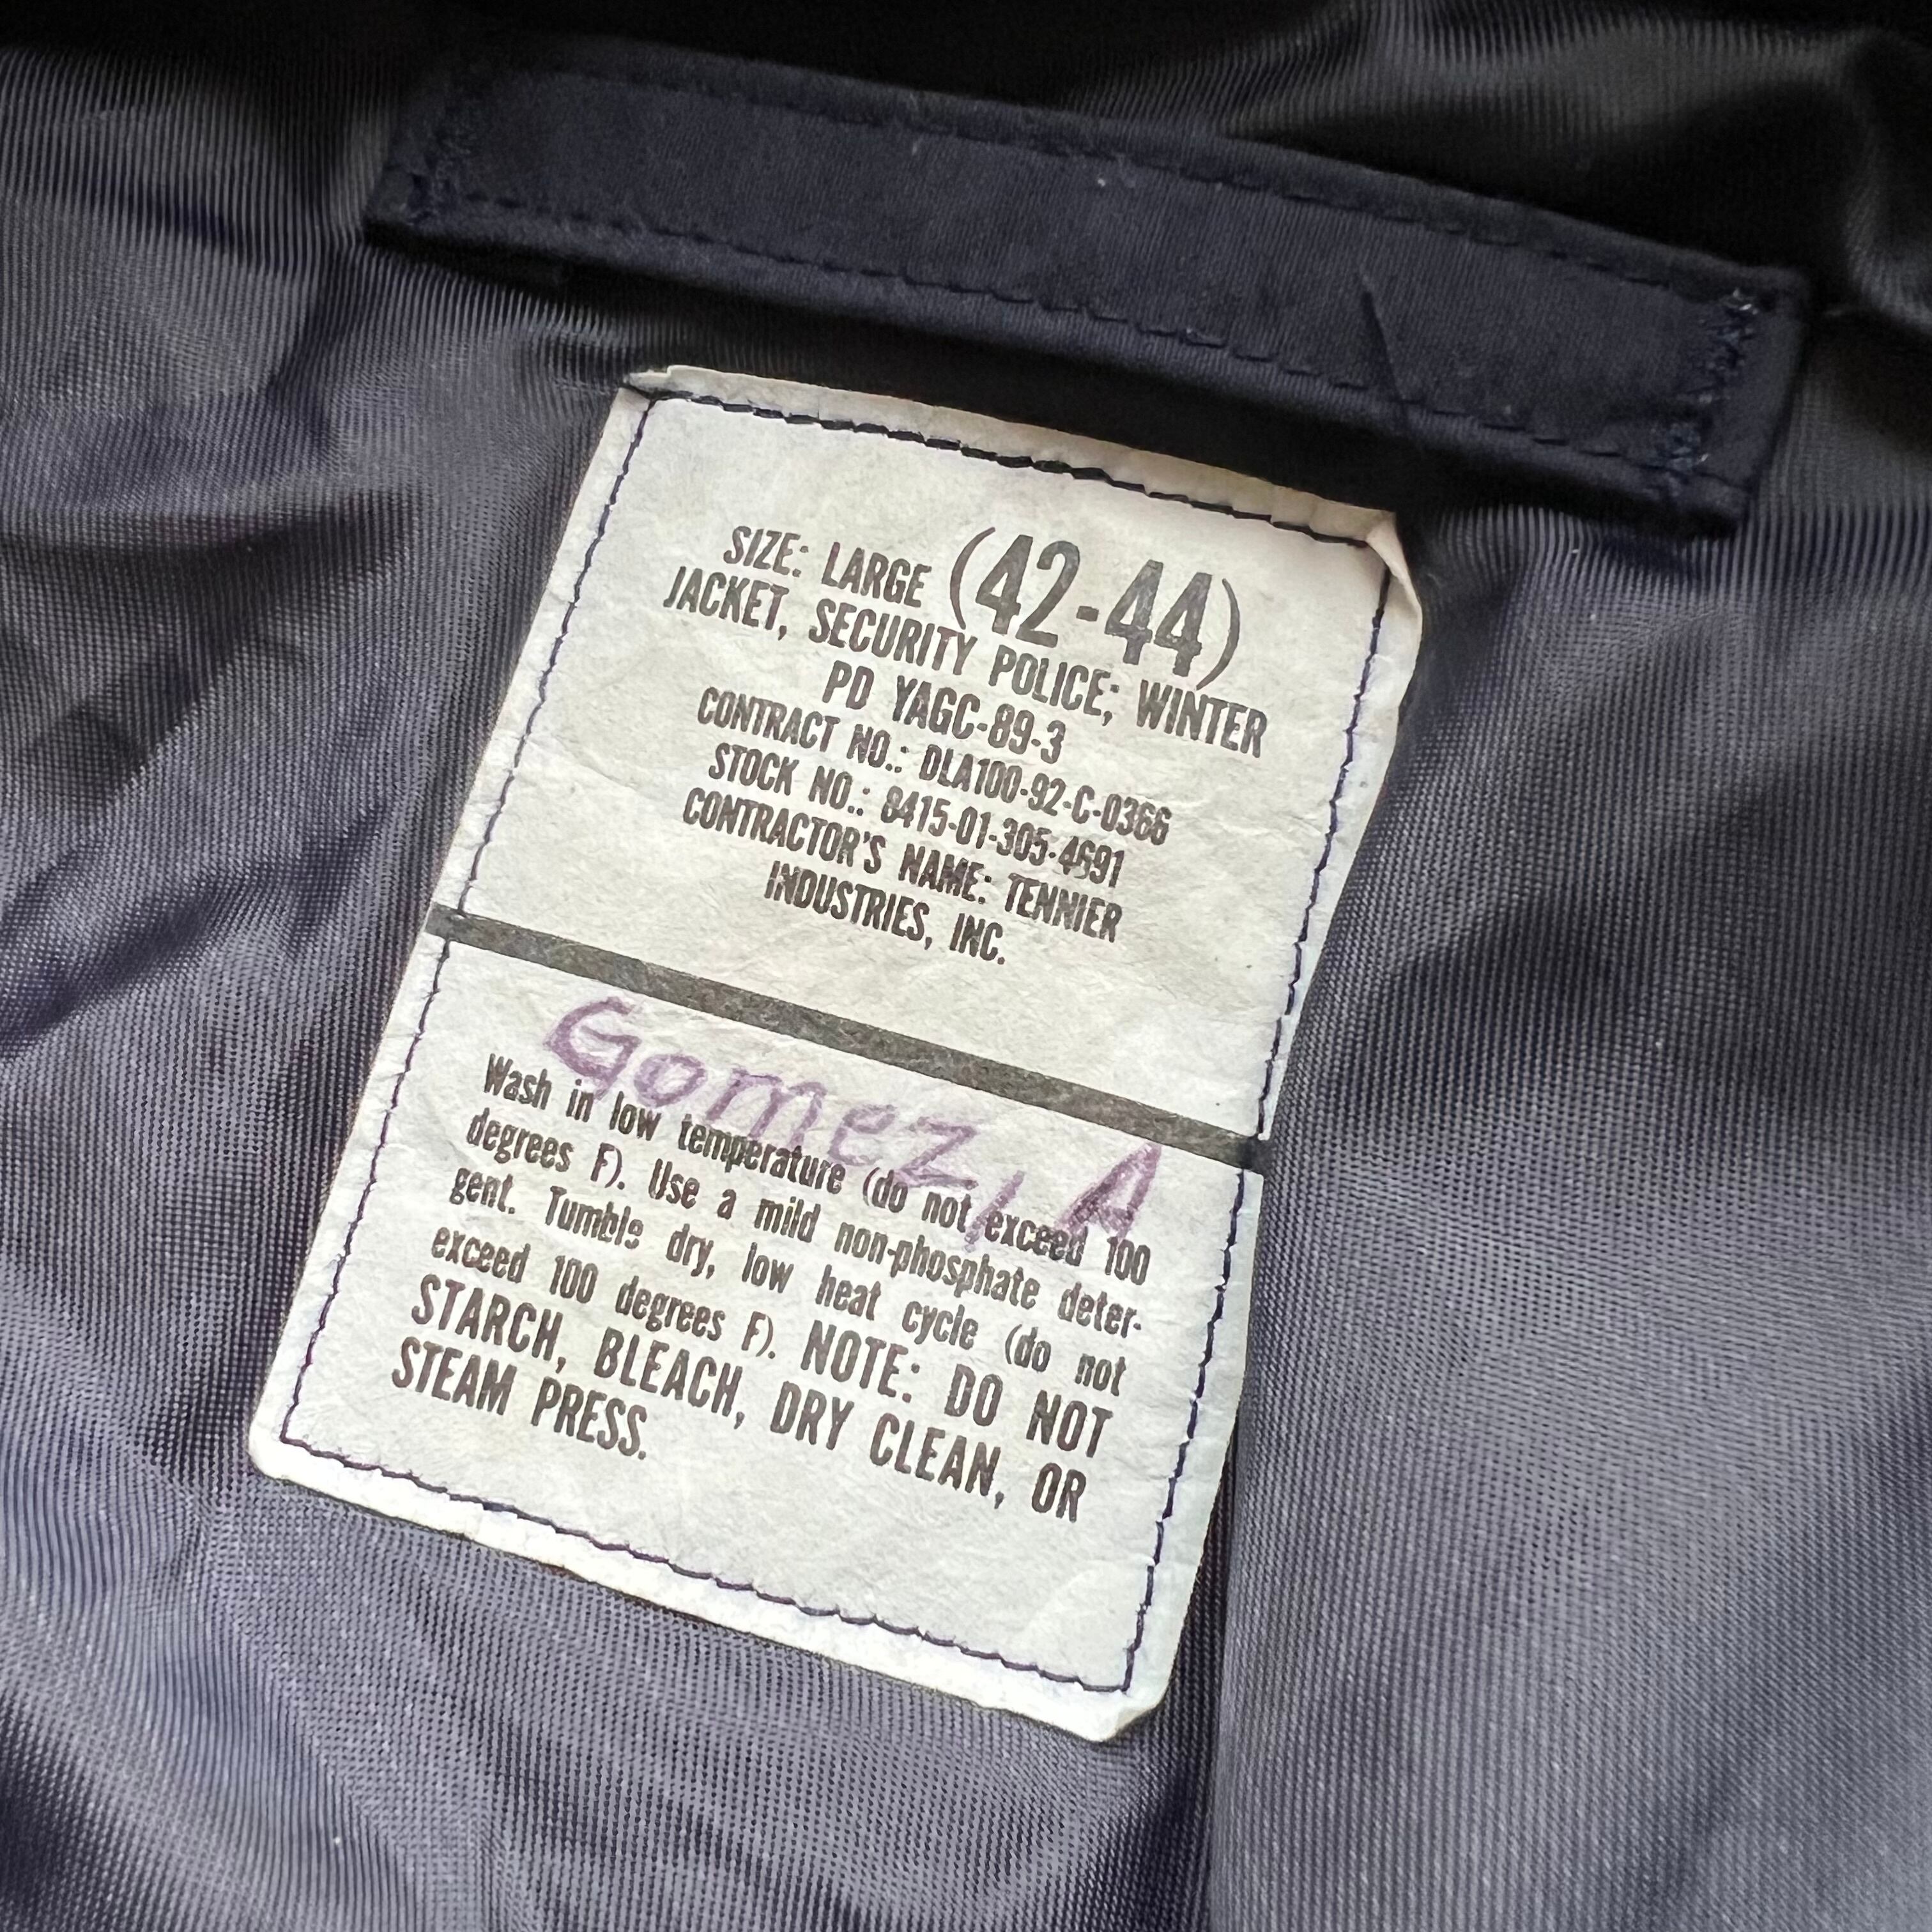 SIZE: LARGE (42-44)
JACKET, SECURITY POLICE; WINTER
PD YAGC-89-3
CONTRACT NO.: DLA100-92-C-0366
STOCK NO.: 8415-01-305-4691
CONTRACTOR'S NAME: TENNIER
INDUSTRIES, INC.
Gomez, A
Wash in low temperature (do not exceed 100
degrees F). Use a mild non-phosphate deter-
gent. Tumble dry, low heat cycle (do not
exceed 100 degrees F). NOTE: DO NOT
STARCH, BLEACH, DRY CLEAN, OR
STEAM PRESS.